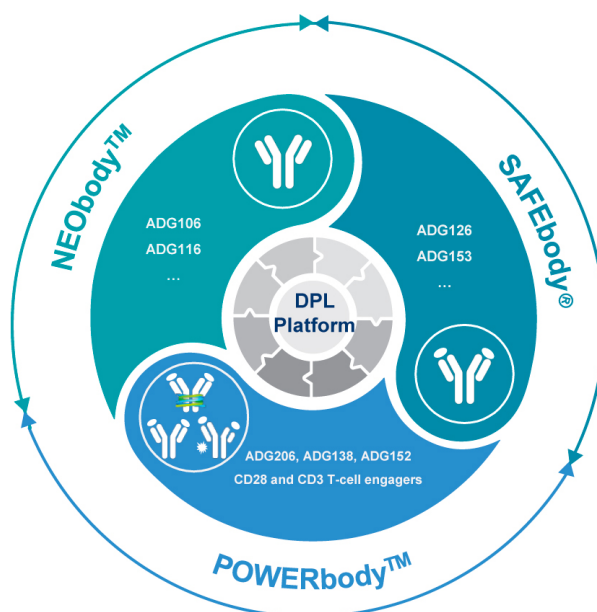 NEObody™
ADG106
ADG116
...
SAFEbody®
ADG126
ADG153
...
DPL
Platform
ADG206, ADG138, ADG152
CD28 and CD3 T-cell engagers
POWERbody™